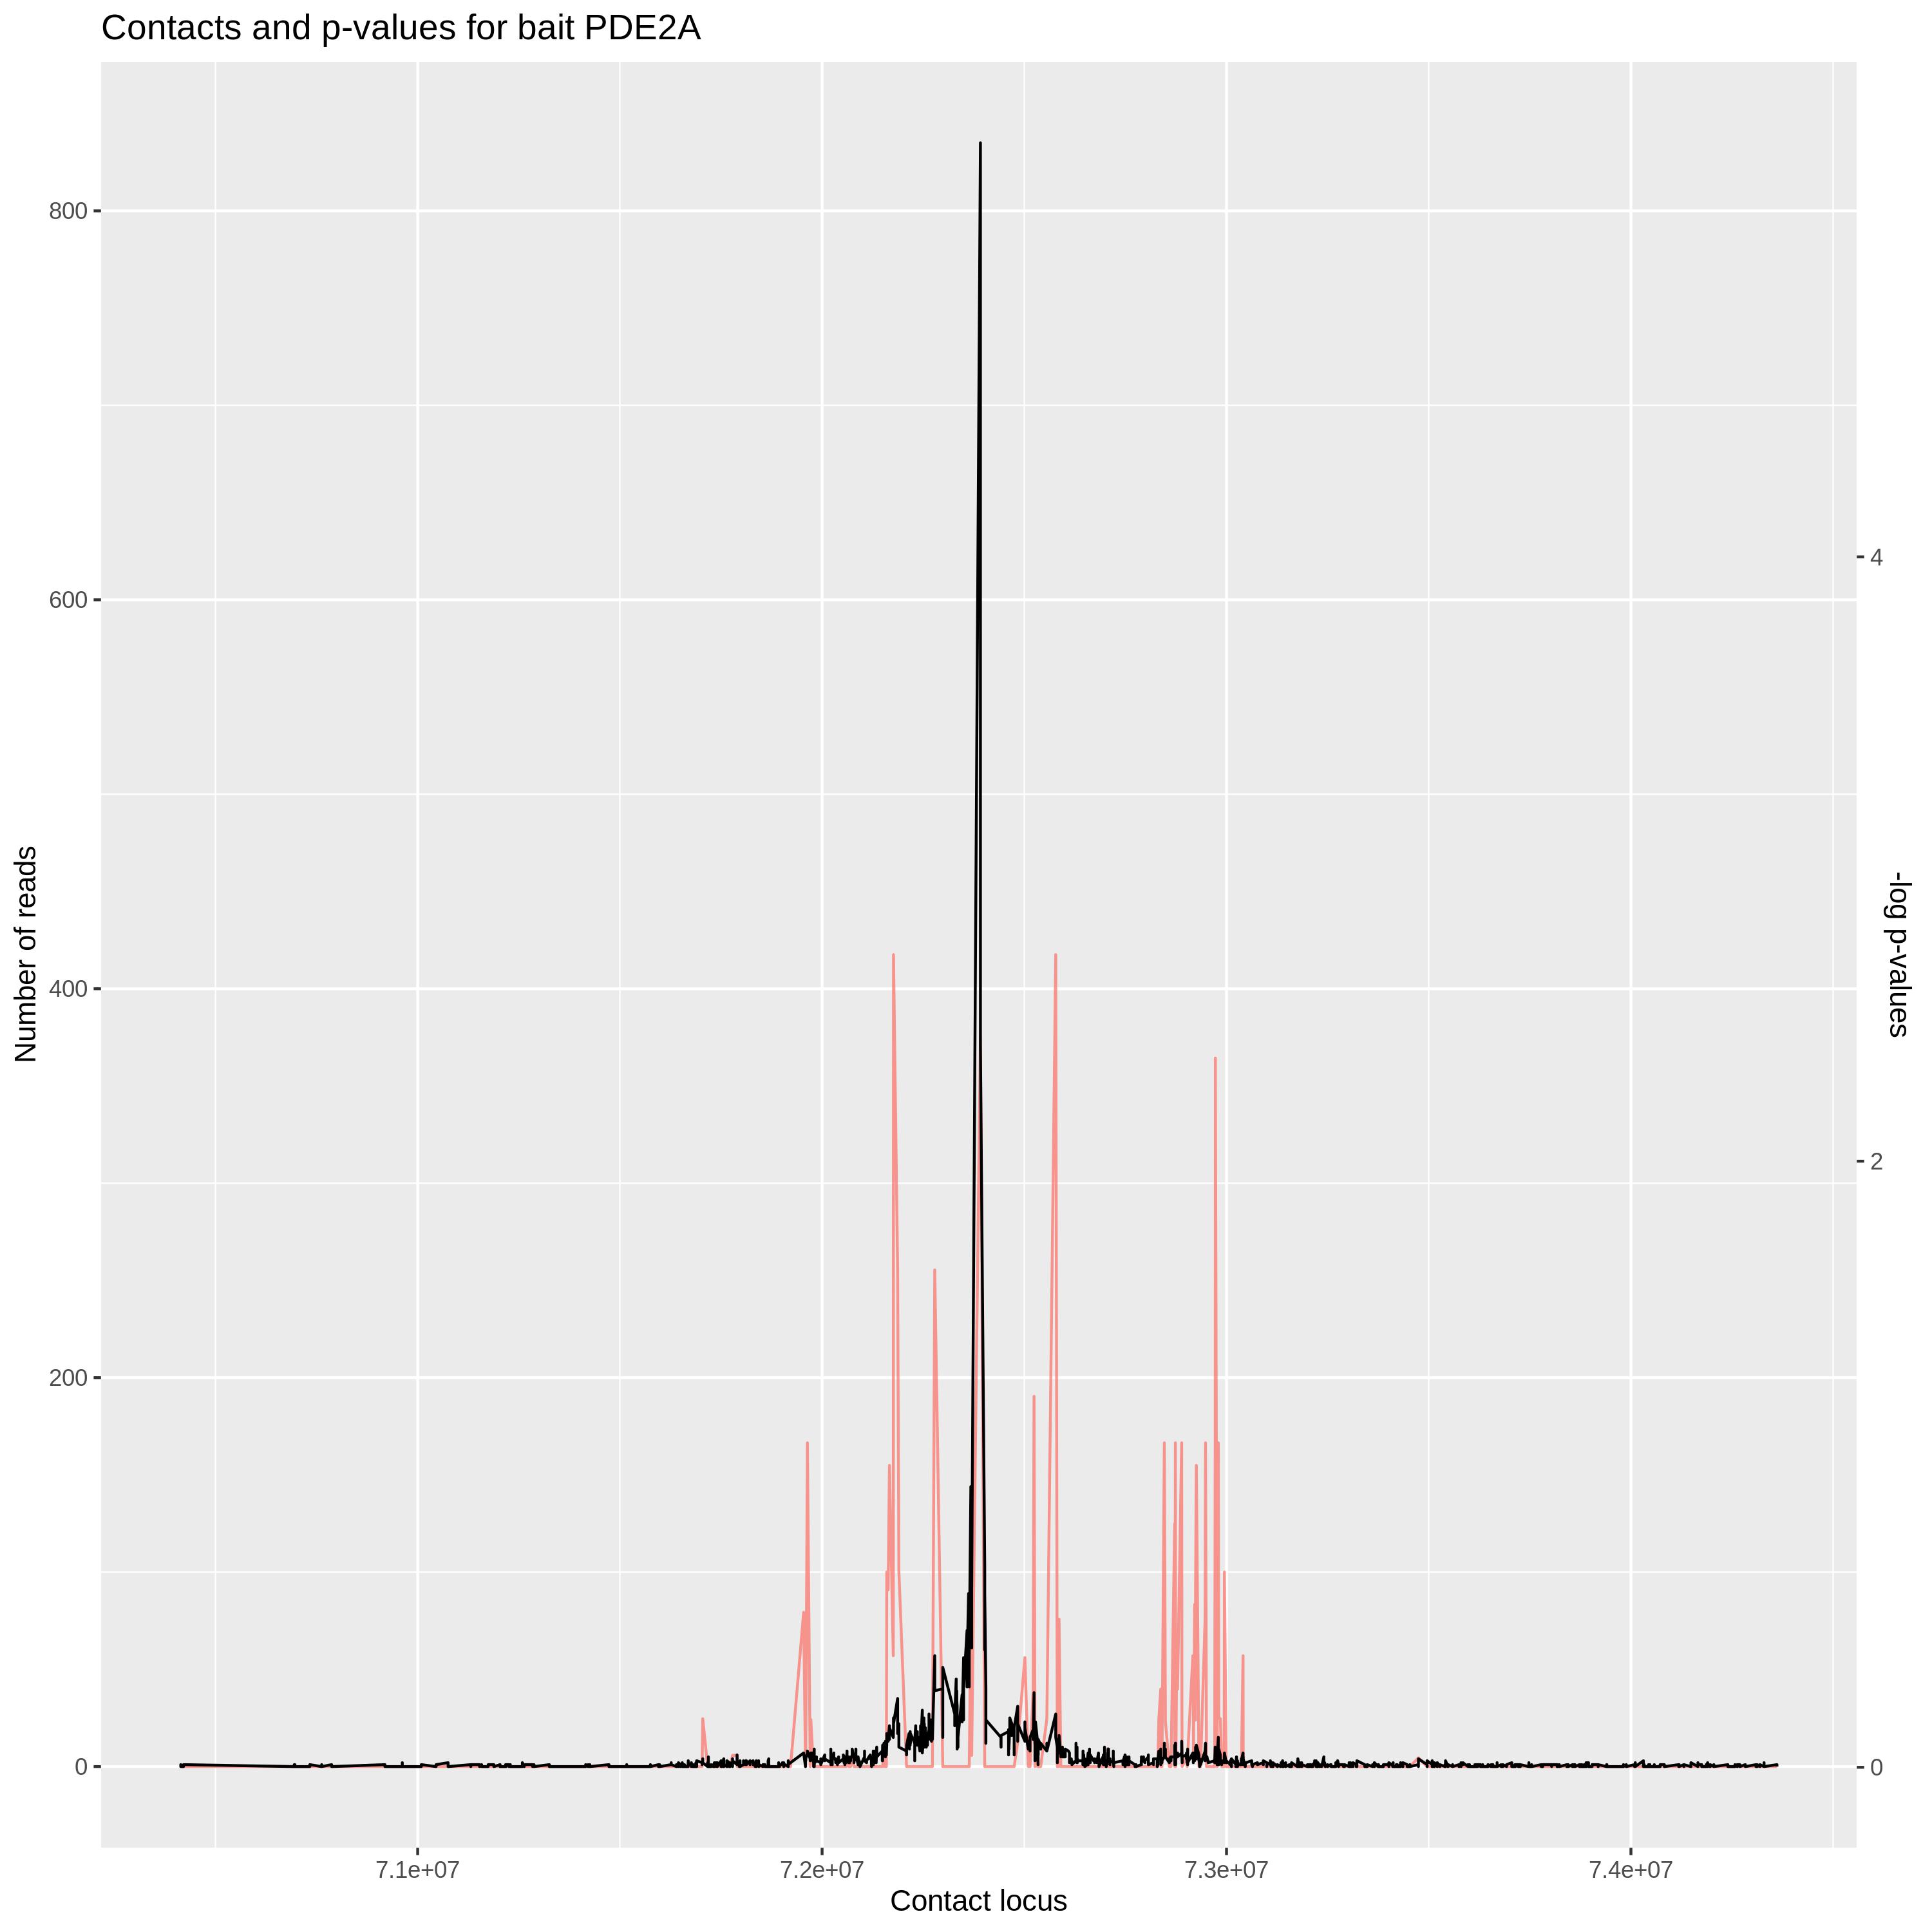 Contacts and p-values for bait PDE2A
800
600
400
200
0
Number of reads
4
2
0
-log p-values
7.1e+07
7.2e+07
7.3e+07
7.4e+07
Contact locus